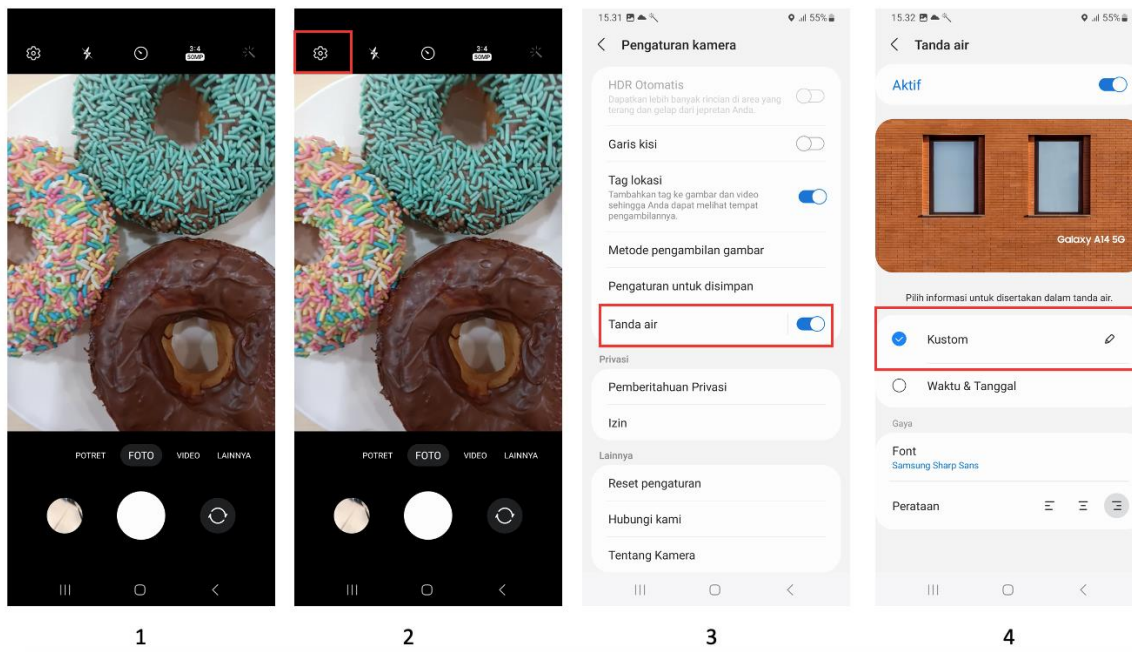 3:4
50MP
POTRET FOTO VIDEO LAINNYA
1
3:4
50MP
POTRET FOTO VIDEO LAINNYA
2
15.31 55%
Pengaturan kamera
HDR Otomatis
Dapatkan lebih banyak rincian di area yang
terang dan gelap dari jepretan Anda.
Garis kisi
Tag lokasi
Tambahkan tag ke gambar dan video
sehingga Anda dapat melihat tempat
pengambilannya.
Metode pengambilan gambar
Pengaturan untuk disimpan
Tanda air
Privasi
Pemberitahuan Privasi
Izin
Lainnya
Reset pengaturan
Hubungi kami
Tentang Kamera
3
15.32 55%
Tanda air
Aktif
Galaxy A14 5G
Pilih informasi untuk disertakan dalam tanda air.
Kustom
Waktu & Tanggal
Gaya
Font
Samsung Sharp Sans
Perataan
4